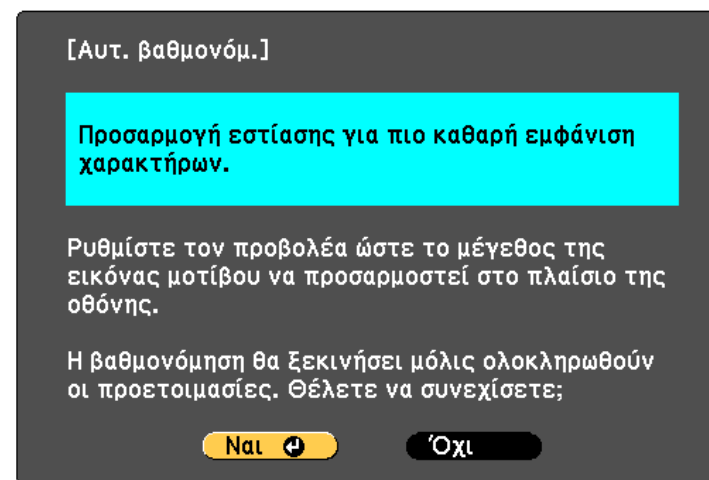 [Αυτ. βαθμονόμ.]
Προσαρμογή εστίασης για πιο καθαρή εμφάνιση
χαρακτήρων.
Ρυθμίστε τον προβολέα ώστε το μέγεθος της
εικόνας μοτίβου να προσαρμοστεί στο πλαίσιο της
οθόνης.
Η βαθμονόμηση θα ξεκινήσει μόλις ολοκληρωθούν
οι προετοιμασίες. Θέλετε να συνεχίσετε;
Ναι Όχι